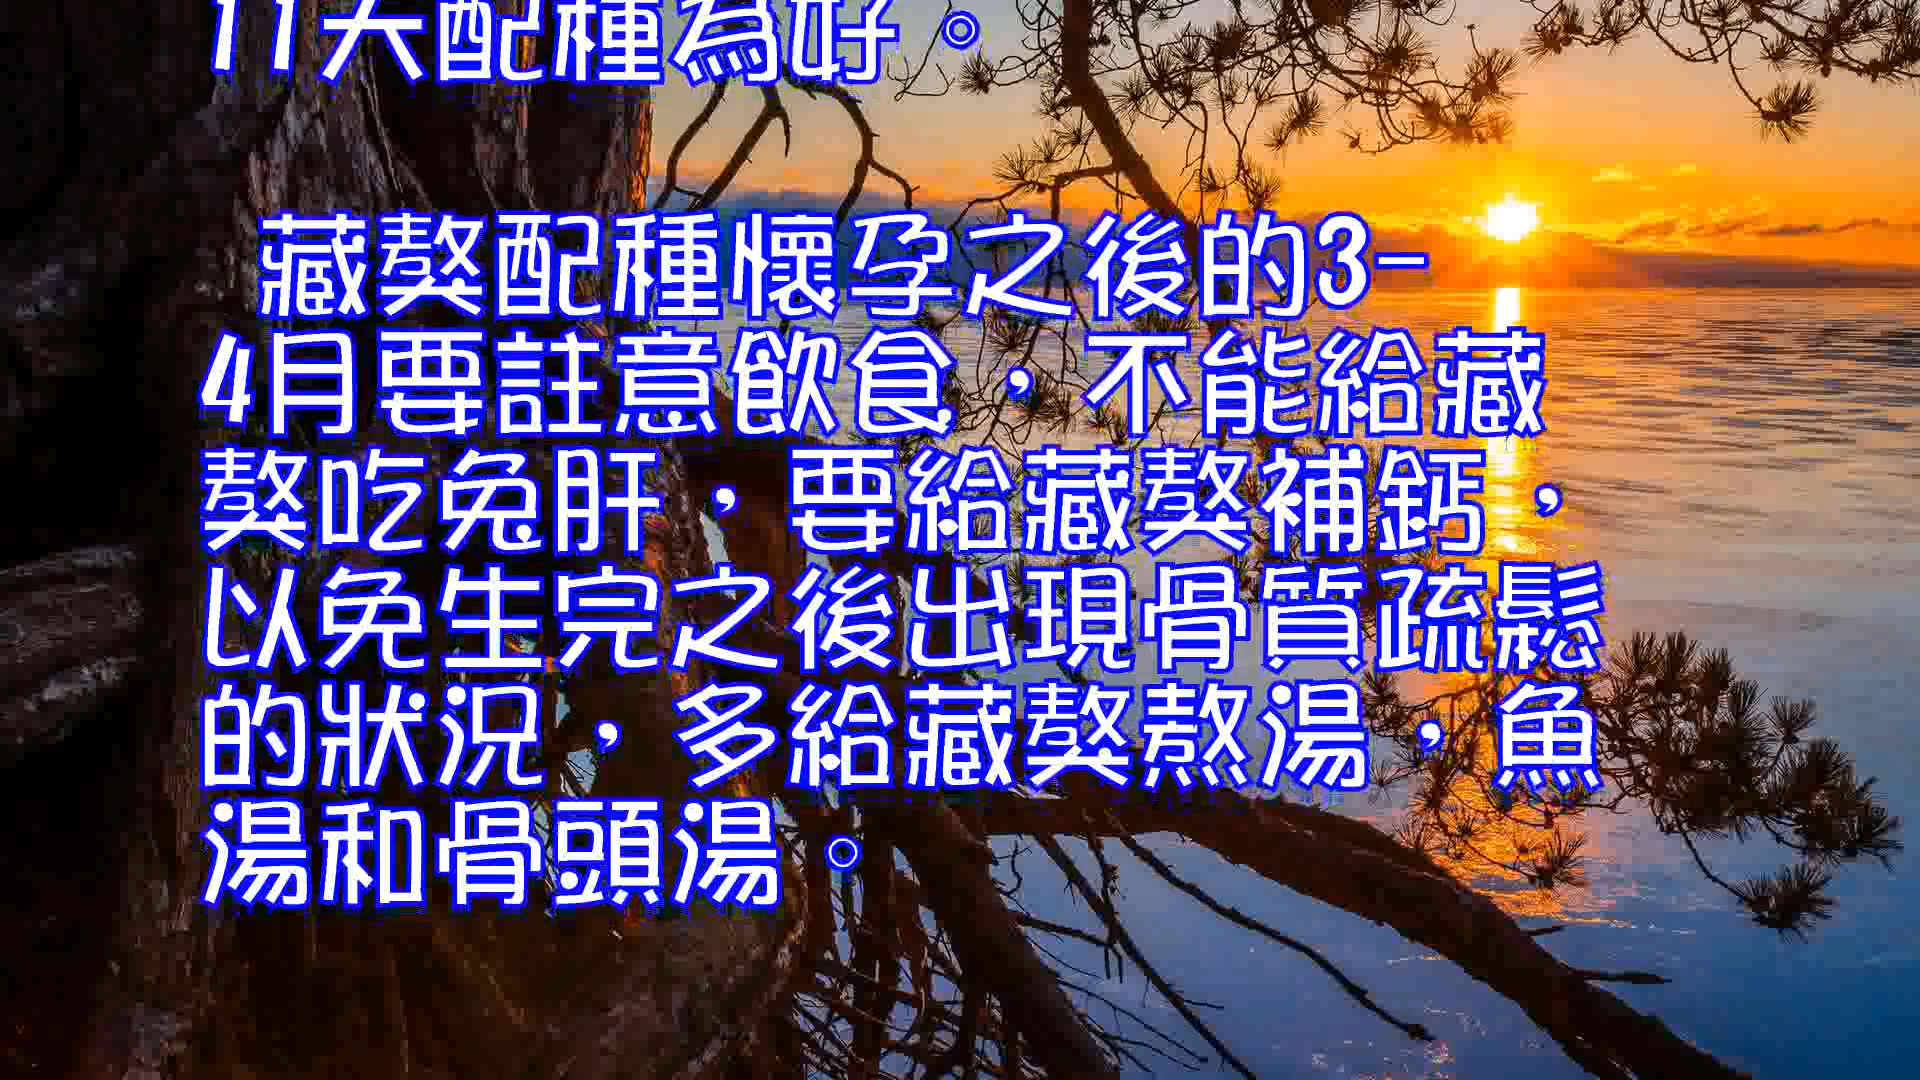 11天配種為好。
藏獒配種懷孕之後的3-
4月要註意飲食，不能給藏
獒吃兔肝，要給藏獒補鈣，
以免生完之後出現骨質疏鬆
的狀況，多給藏獒熬湯，魚
湯和骨頭湯。